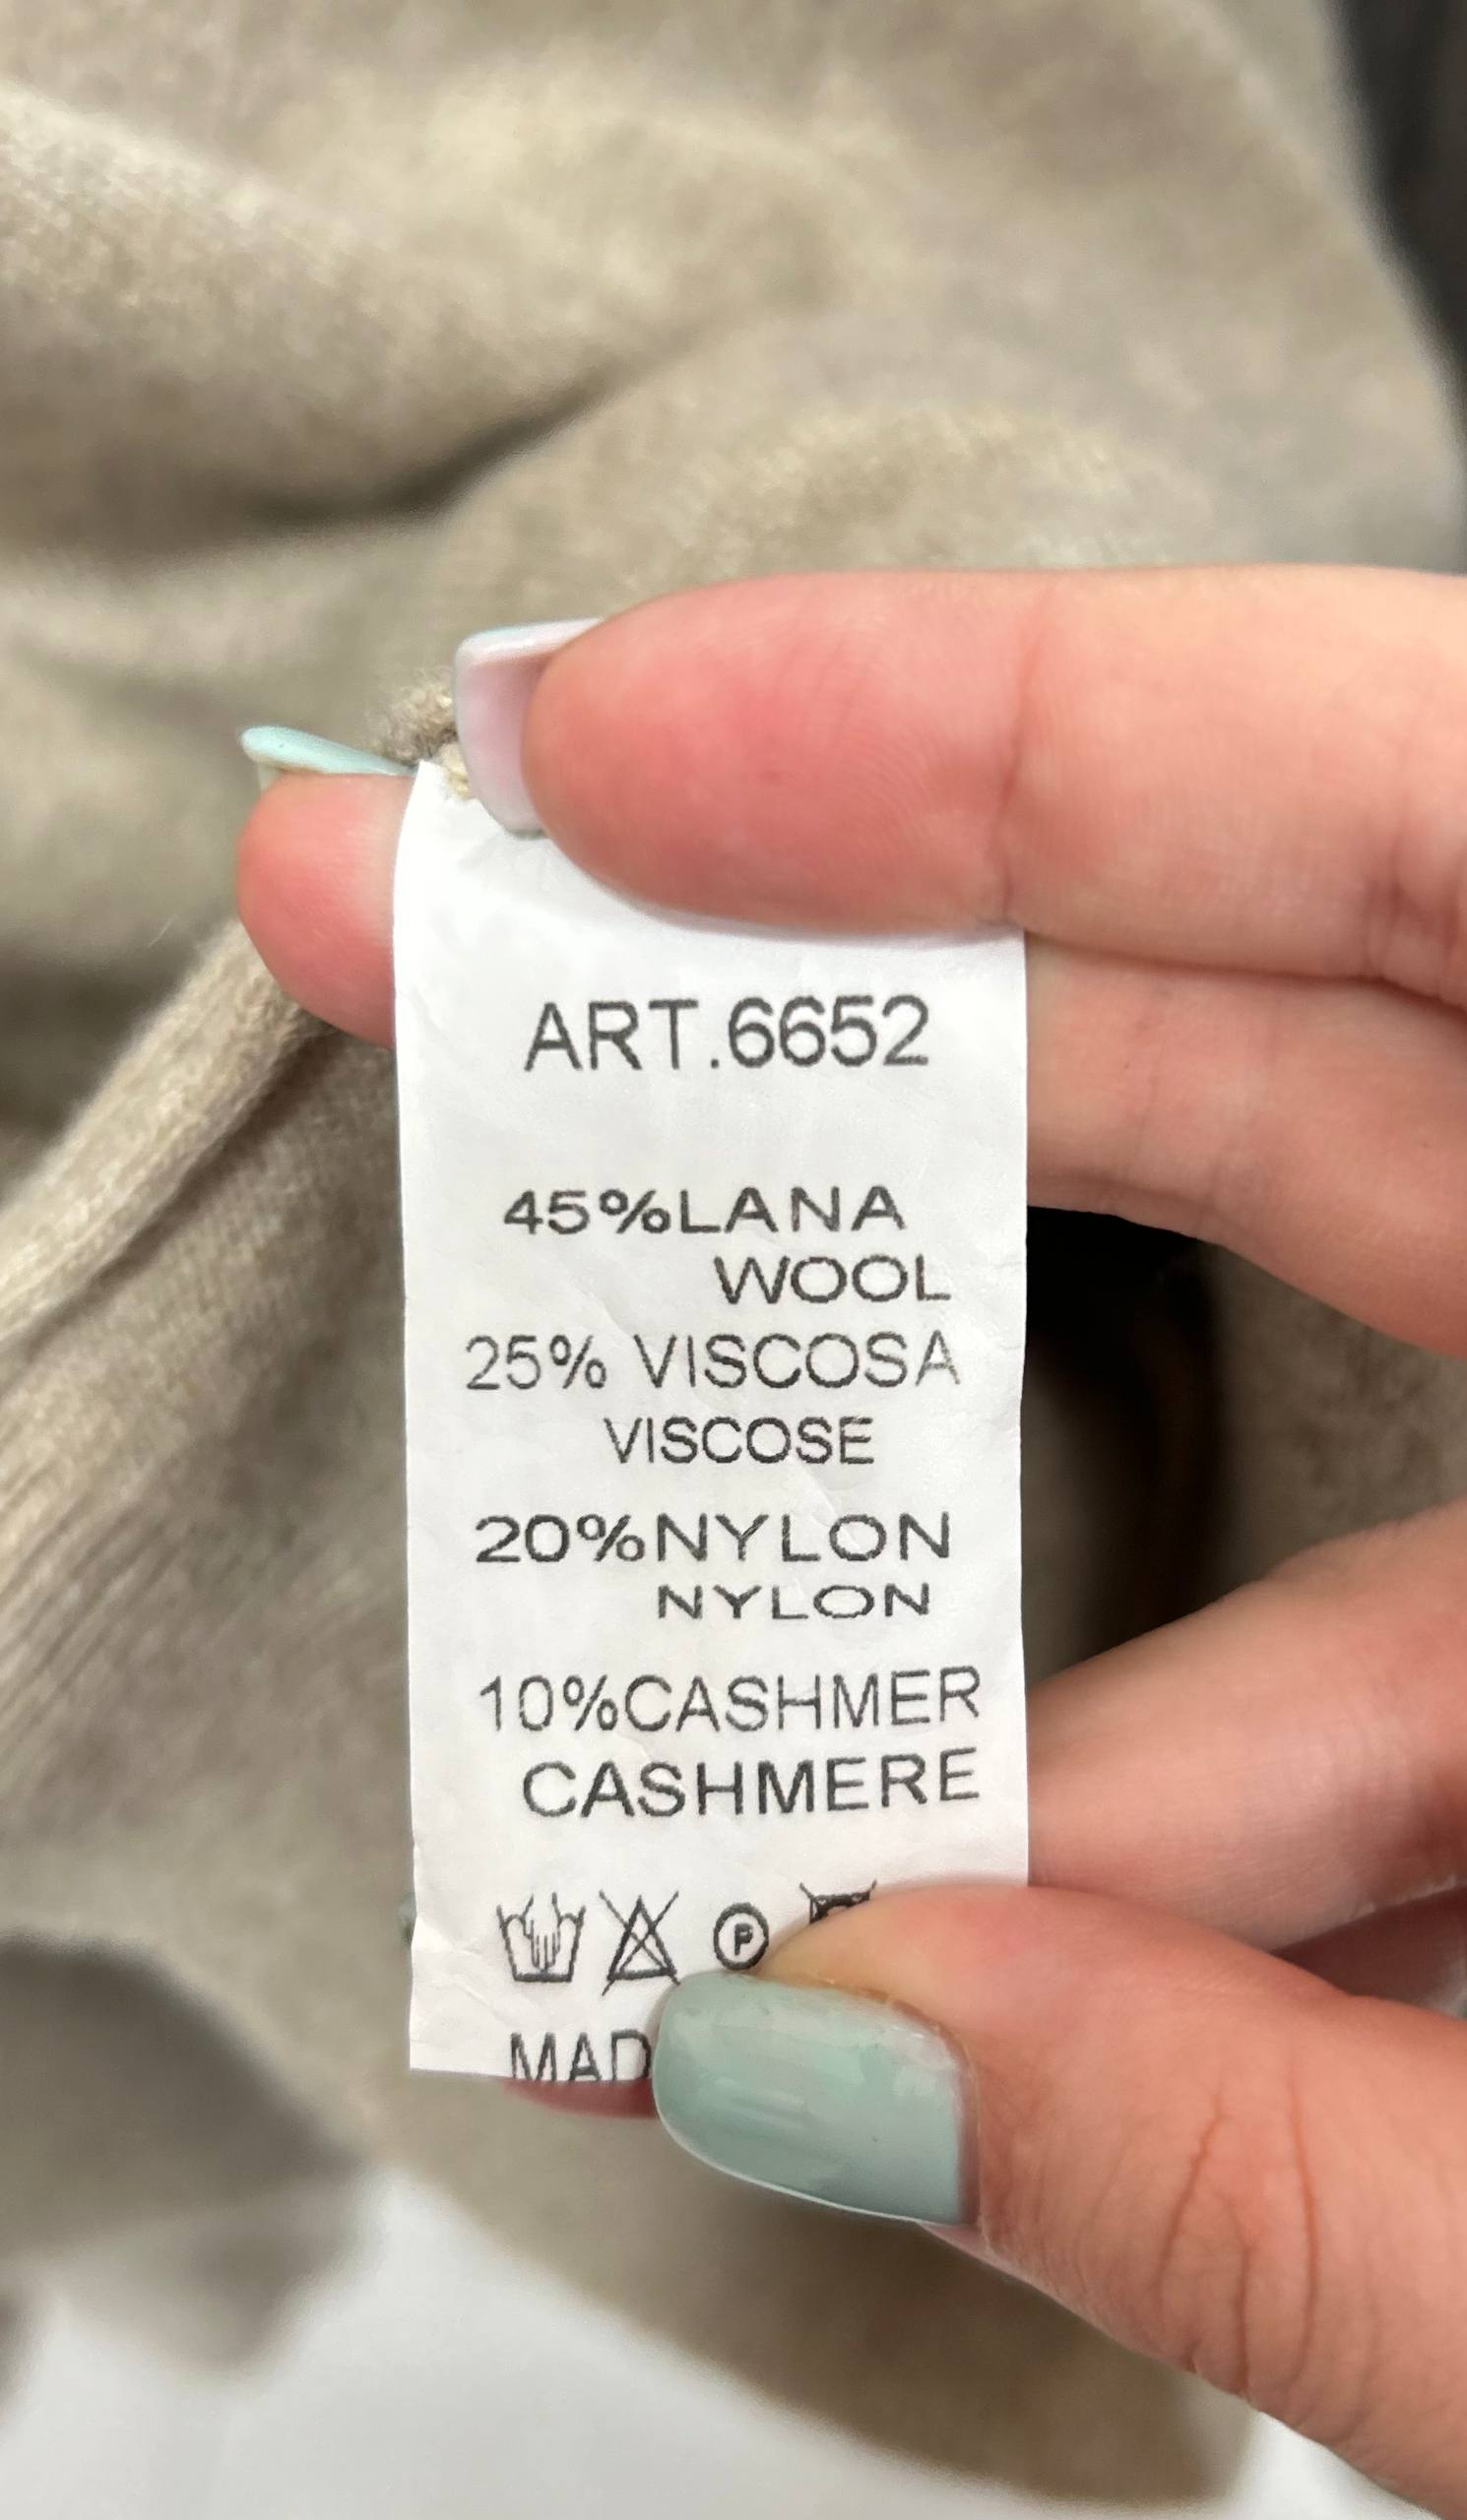 ART.6652
45%LANA
WOOL
25% VISCOSA
VISCOSE
20%NYLON
NYLON
10%CASHMER
CASHMERE
P